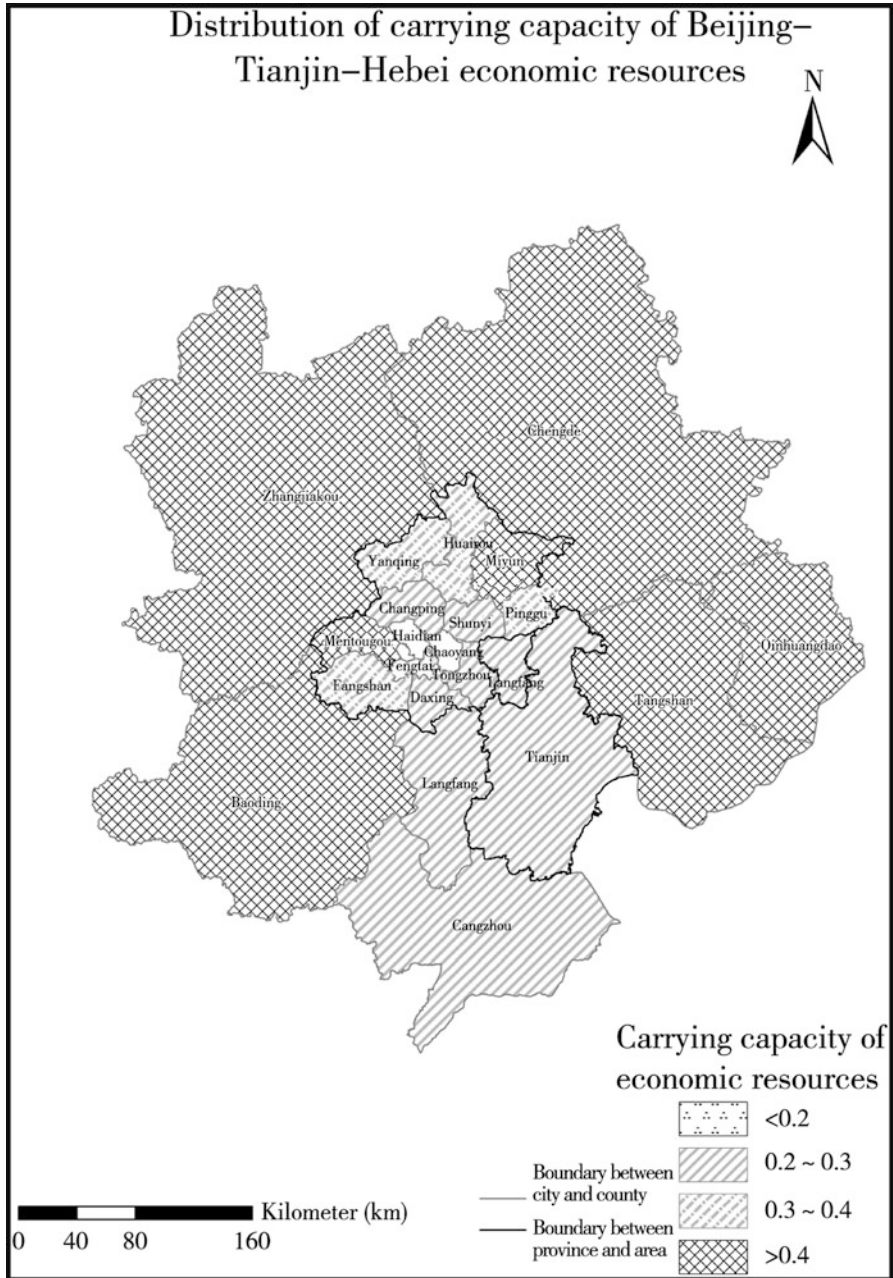 Distribution of carrying capacity of Beijing–
Tianjin–Hebei economic resources
N
Chengde
Zhangjiakou
Huairou
Yanqing
Miyun
Changping
Pinggu
Shunyi
Mentougou
Haidian
Qinhuangdao
Chaoyang
Fengtai
Tongzhou
Fangshan
Langfang
Tangshan
Daxing
Tianjin
Langfang
Baoding
Cangzhou
Carrying capacity of
economic resources
<0.2
0.2 ~ 0.3
0.3 ~ 0.4
>0.4
Boundary between
city and county
Boundary between
province and area
Kilometer (km)
0 40 80 160